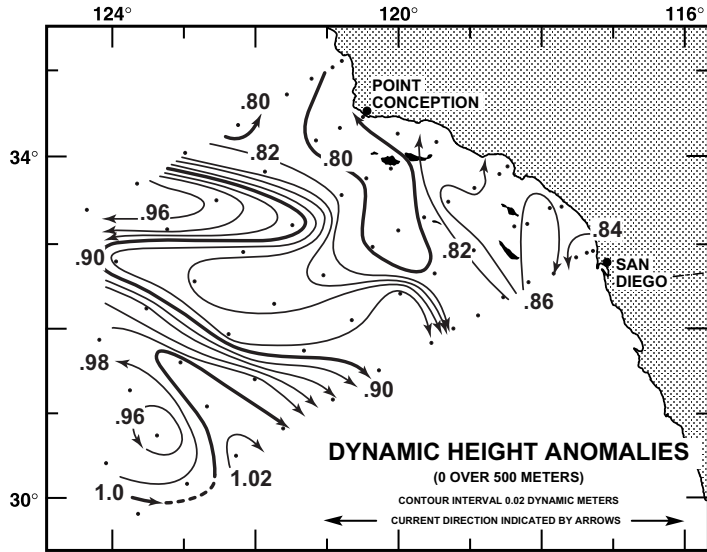 124°
120°
116°
POINT
CONCEPTION
.80
34°
.82
.80
.96
.84
.82
.90
SAN
DIEGO
.86
.98
.90
.96
DYNAMIC HEIGHT ANOMALIES
(0 OVER 500 METERS)
1.02
1.0
30°
CONTOUR INTERVAL 0.02 DYNAMIC METERS
CURRENT DIRECTION INDICATED BY ARROWS